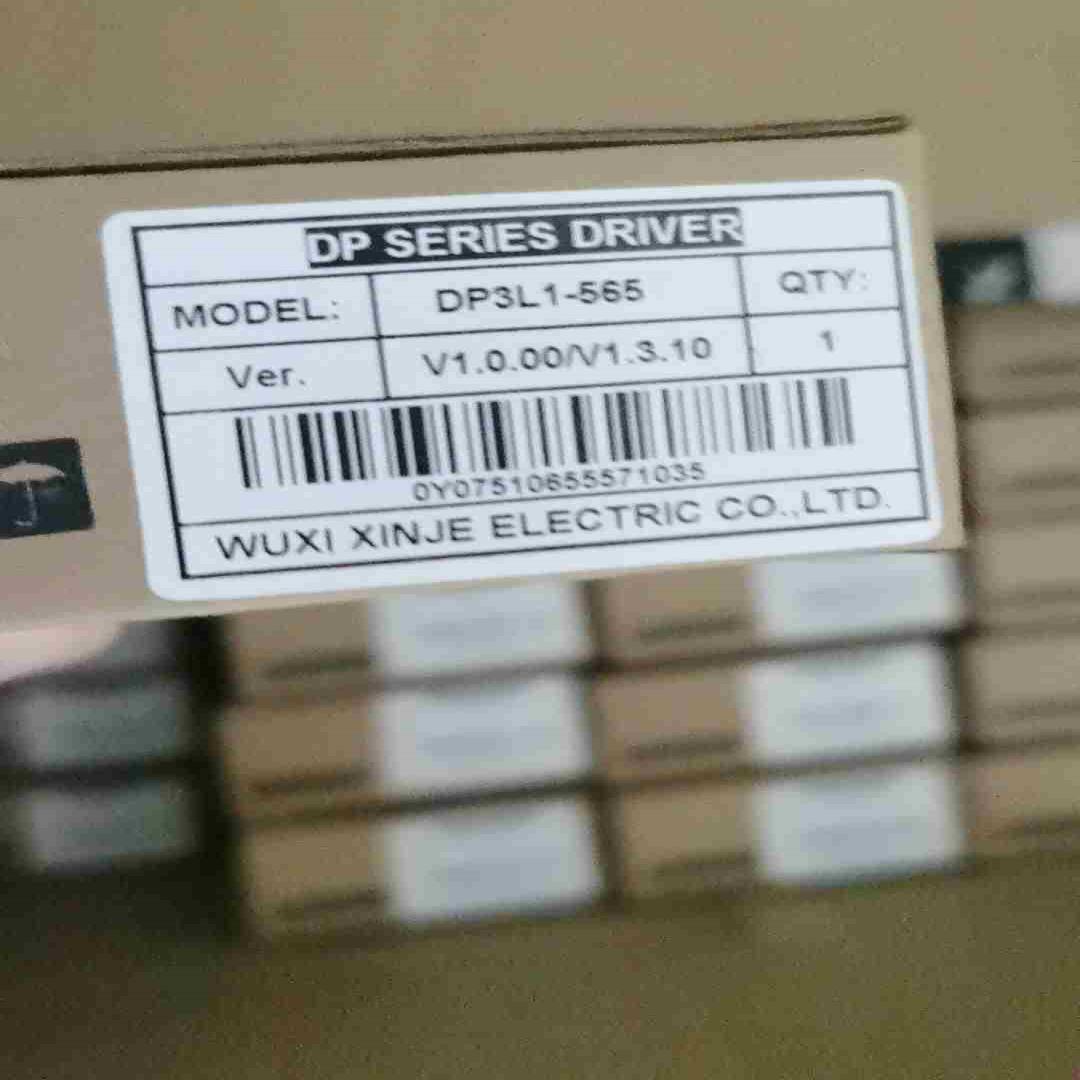 DP SERIES DRIVER
MODEL: DP3L1-565 QTY:
Ver. V1.0.00/V1.3.10 1
0Y07510655571035
WUXI XINJE ELECTRIC CO.,LTD.